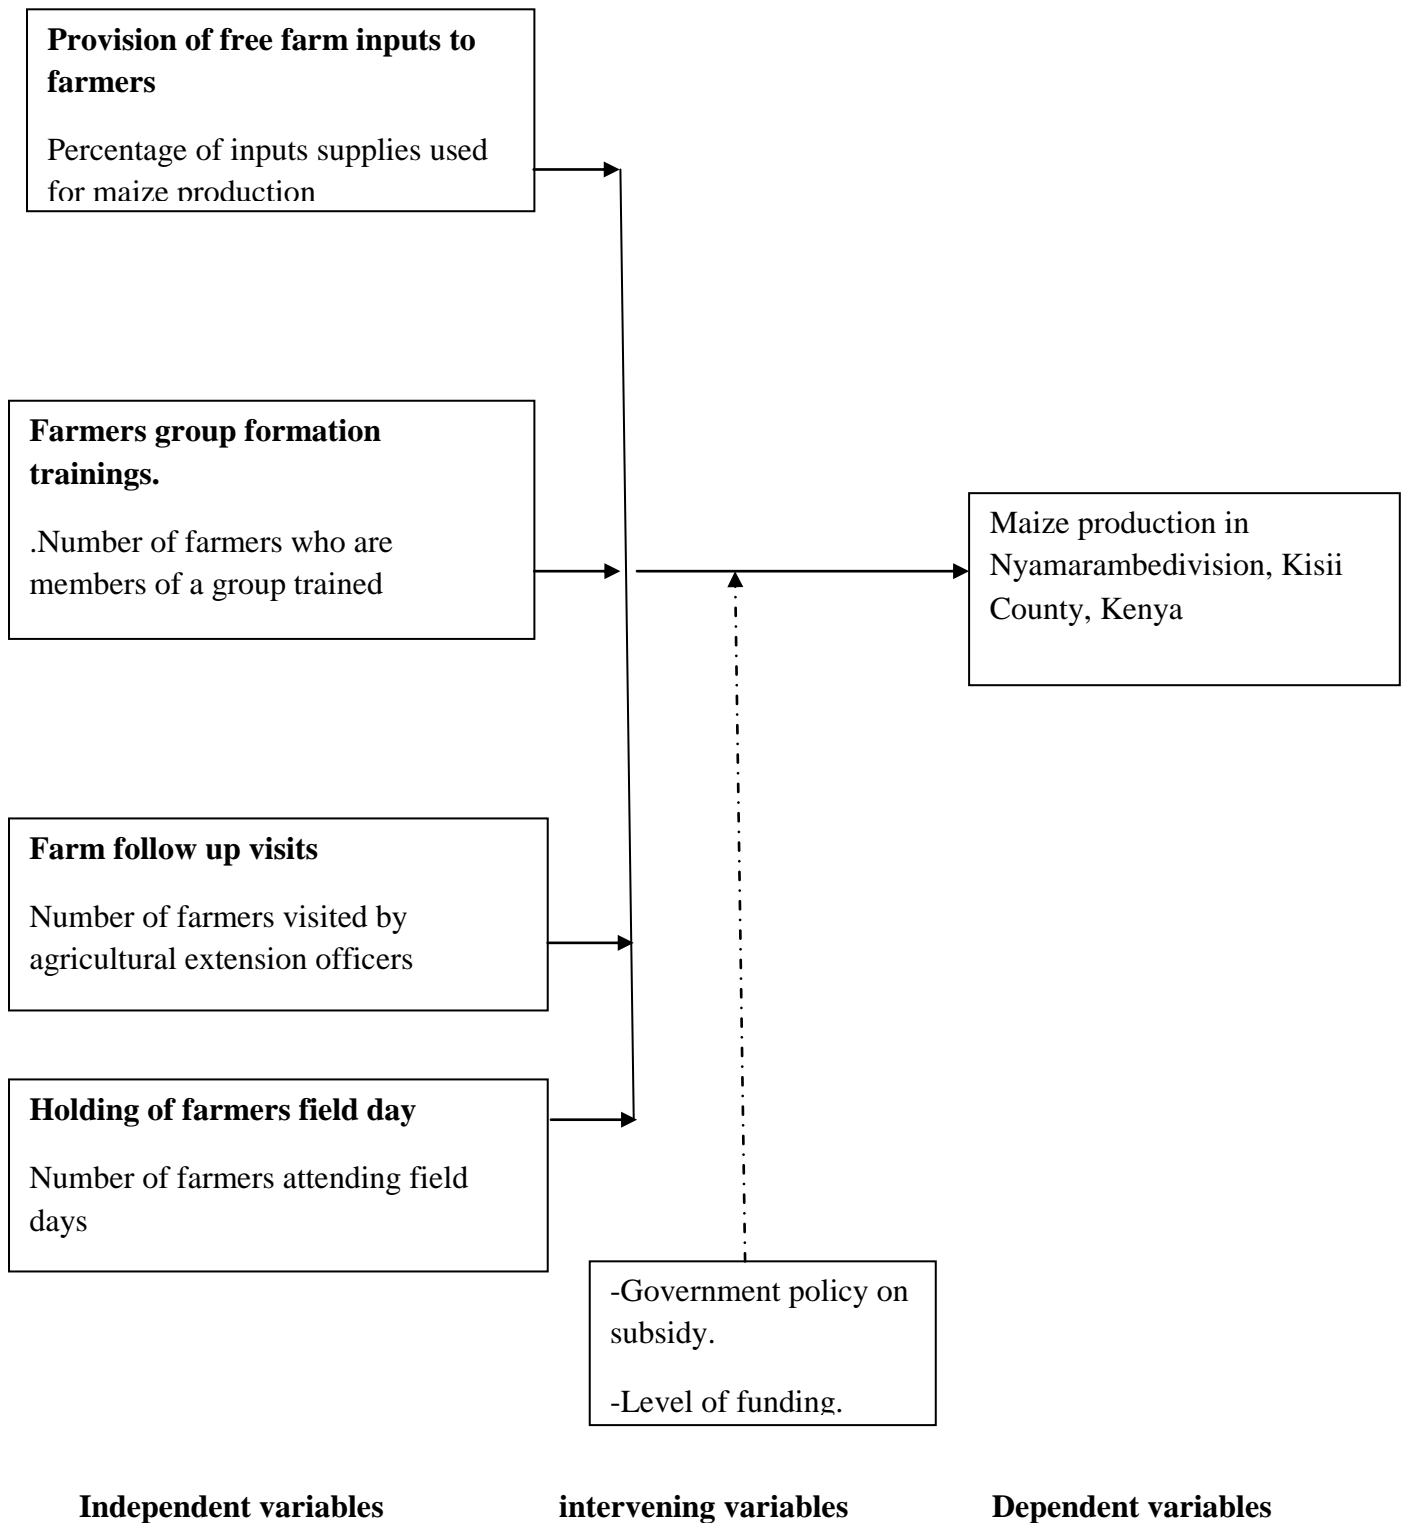 Provision of free farm inputs to
farmers
Percentage of inputs supplies used
for maize production
Farmers group formation
trainings.
.Number of farmers who are
members of a group trained
Maize production in
Nyamarambedivision, Kisii
County, Kenya
Farm follow up visits
Number of farmers visited by
agricultural extension officers
Holding of farmers field day
Number of farmers attending field
days
-Government policy on
subsidy.
-Level of funding.
Independent variables
intervening variables
Dependent variables